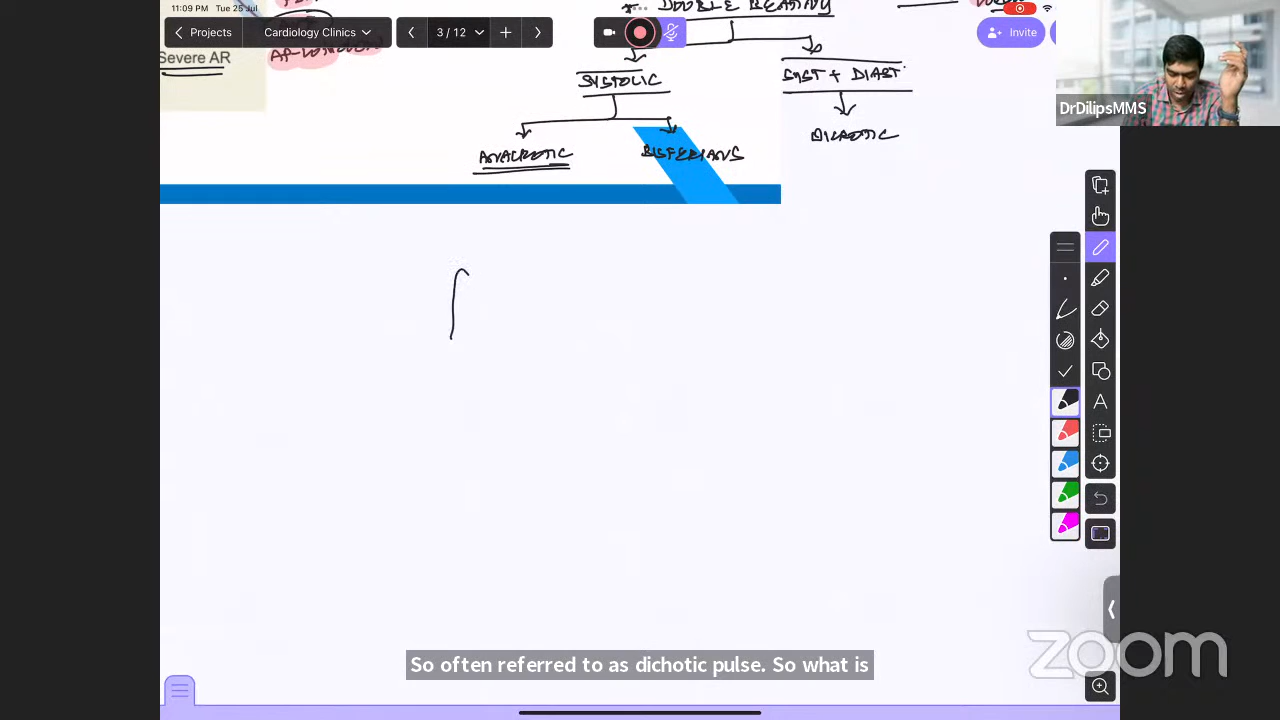 11:09 PM Tue 25 Jul
DOUBLE BEATING
Projects
Cardiology Clinics
3 / 12
Invite
Severe AR
SYSTOLIC
SYST + DIAST
DrDilipsMMS
DICROTIC
ANACROTIC
BISFERIANS
A
So often referred to as dichotic pulse. So what is
zoom